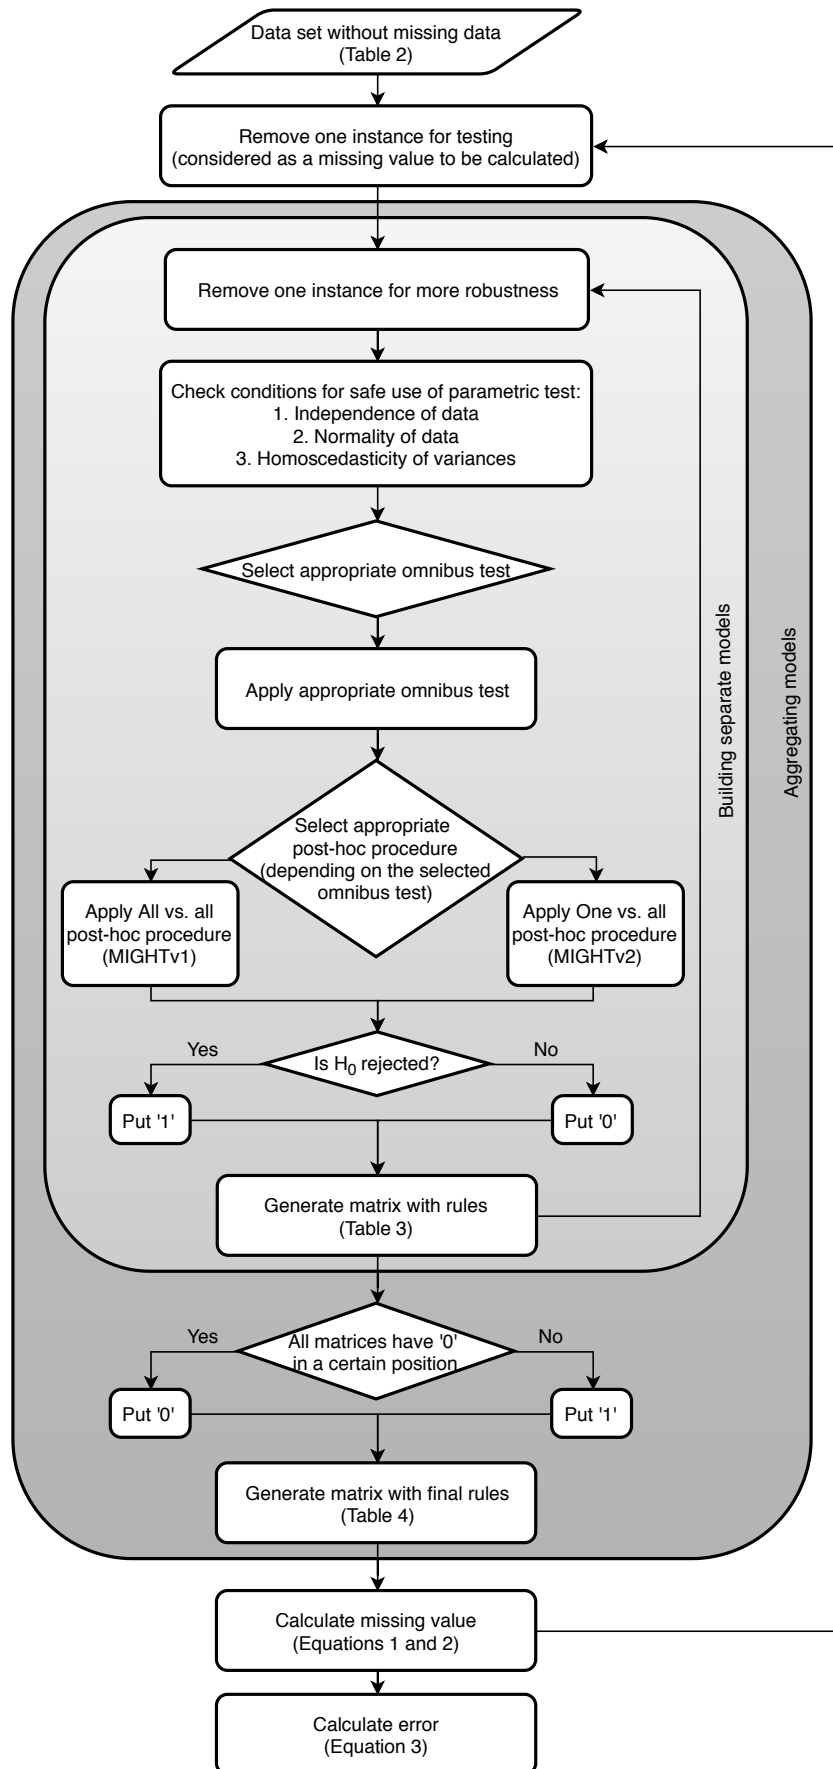 Data set without missing data
(Table 2)
Remove one instance for testing
(considered as a missing value to be calculated)
Remove one instance for more robustness
Check conditions for safe use of parametric test:
1. Independence of data
2. Normality of data
3. Homoscedasticity of variances
Select appropriate omnibus test
Apply appropriate omnibus test
Select appropriate
post-hoc procedure
(depending on the selected
omnibus test)
Apply All vs. all
post-hoc procedure
(MIGHTv1)
Apply One vs. all
post-hoc procedure
(MIGHTv2)
Yes
Is H0 rejected?
No
Put '1'
Put '0'
Generate matrix with rules
(Table 3)
Building separate models
Aggregating models
Yes
All matrices have '0'
in a certain position
No
Put '0'
Put '1'
Generate matrix with final rules
(Table 4)
Calculate missing value
(Equations 1 and 2)
Calculate error
(Equation 3)